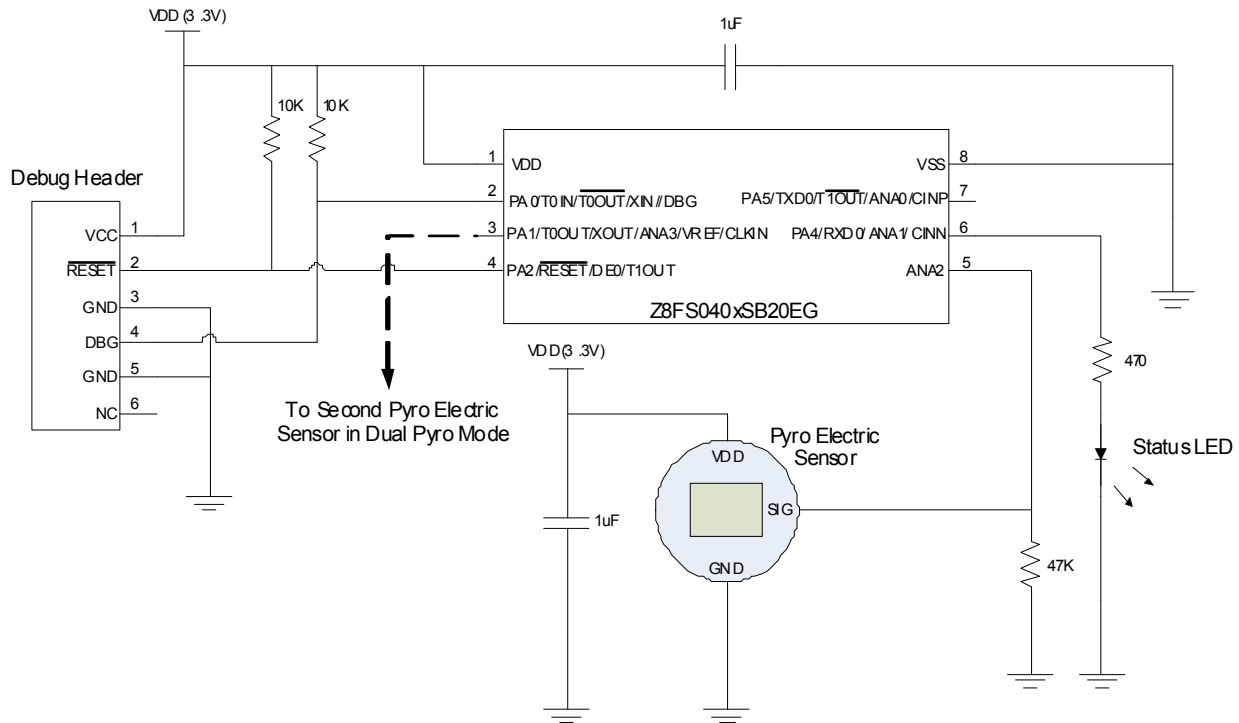 VDD(3.3V)
1uF
10K
10K
Debug Header
VCC
1
RESET
2
GND
3
DBG
4
GND
5
NC
6
1
VDD
2
PA0/T0IN/T0OUT/XIN//DBG
3
PA1/T0OUT/XOUT/ANA3/VREF/CLKIN
4
PA2/RESET/DE0/T1OUT
VSS
8
PA5/TXD0/T1OUT/ANA0/CINP
7
PA4/RXD0/ANA1/CINN
6
ANA2
5
Z8FS040xSB20EG
To Second Pyro Electric
Sensor in Dual Pyro Mode
VDD(3.3V)
1uF
Pyro Electric
Sensor
VDD
SIG
GND
47K
470
Status LED